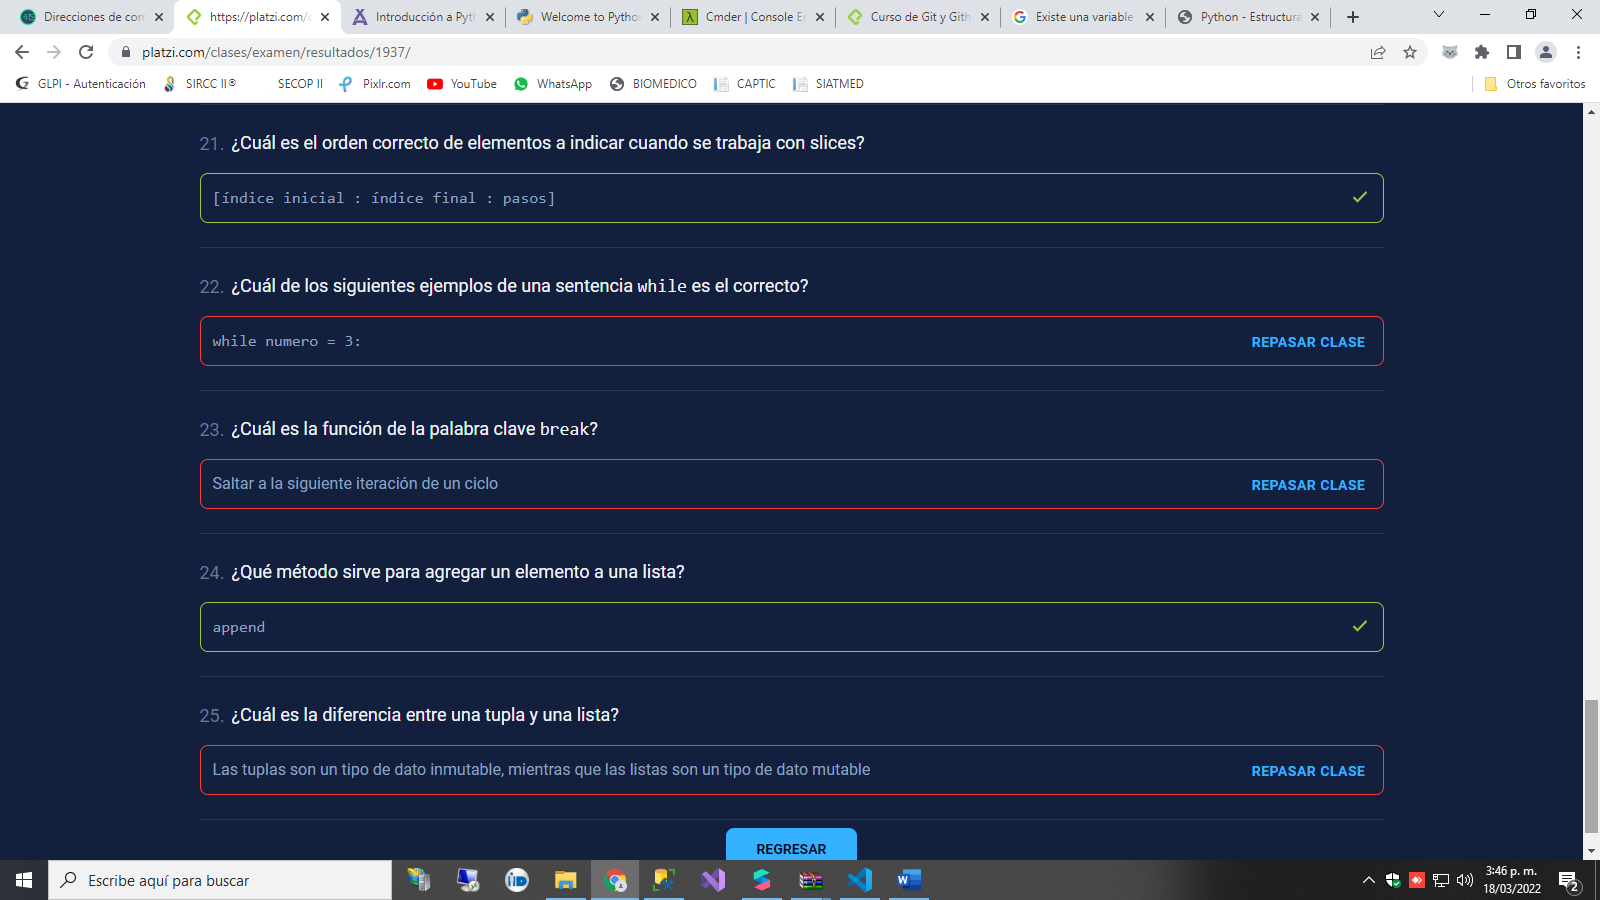 Direcciones de con
https://platzi.com/c
Introducción a Pyth
Welcome to Python
Cmder | Console Em
Curso de Git y Gith
Existe una variable
Python - Estructura
platzi.com/clases/examen/resultados/1937/
GLPI - Autenticación
SIRCC II®
SECOP II
Pixlr.com
YouTube
WhatsApp
BIOMEDICO
CAPTIC
SIATMED
Otros favoritos
21. ¿Cuál es el orden correcto de elementos a indicar cuando se trabaja con slices?
[índice inicial : índice final : pasos]
22. ¿Cuál de los siguientes ejemplos de una sentencia while es el correcto?
while numero = 3:
REPASAR CLASE
23. ¿Cuál es la función de la palabra clave break?
Saltar a la siguiente iteración de un ciclo
REPASAR CLASE
24. ¿Qué método sirve para agregar un elemento a una lista?
append
25. ¿Cuál es la diferencia entre una tupla y una lista?
Las tuplas son un tipo de dato inmutable, mientras que las listas son un tipo de dato mutable
REPASAR CLASE
REGRESAR
Escribe aquí para buscar
3:46 p. m.
18/03/2022
2